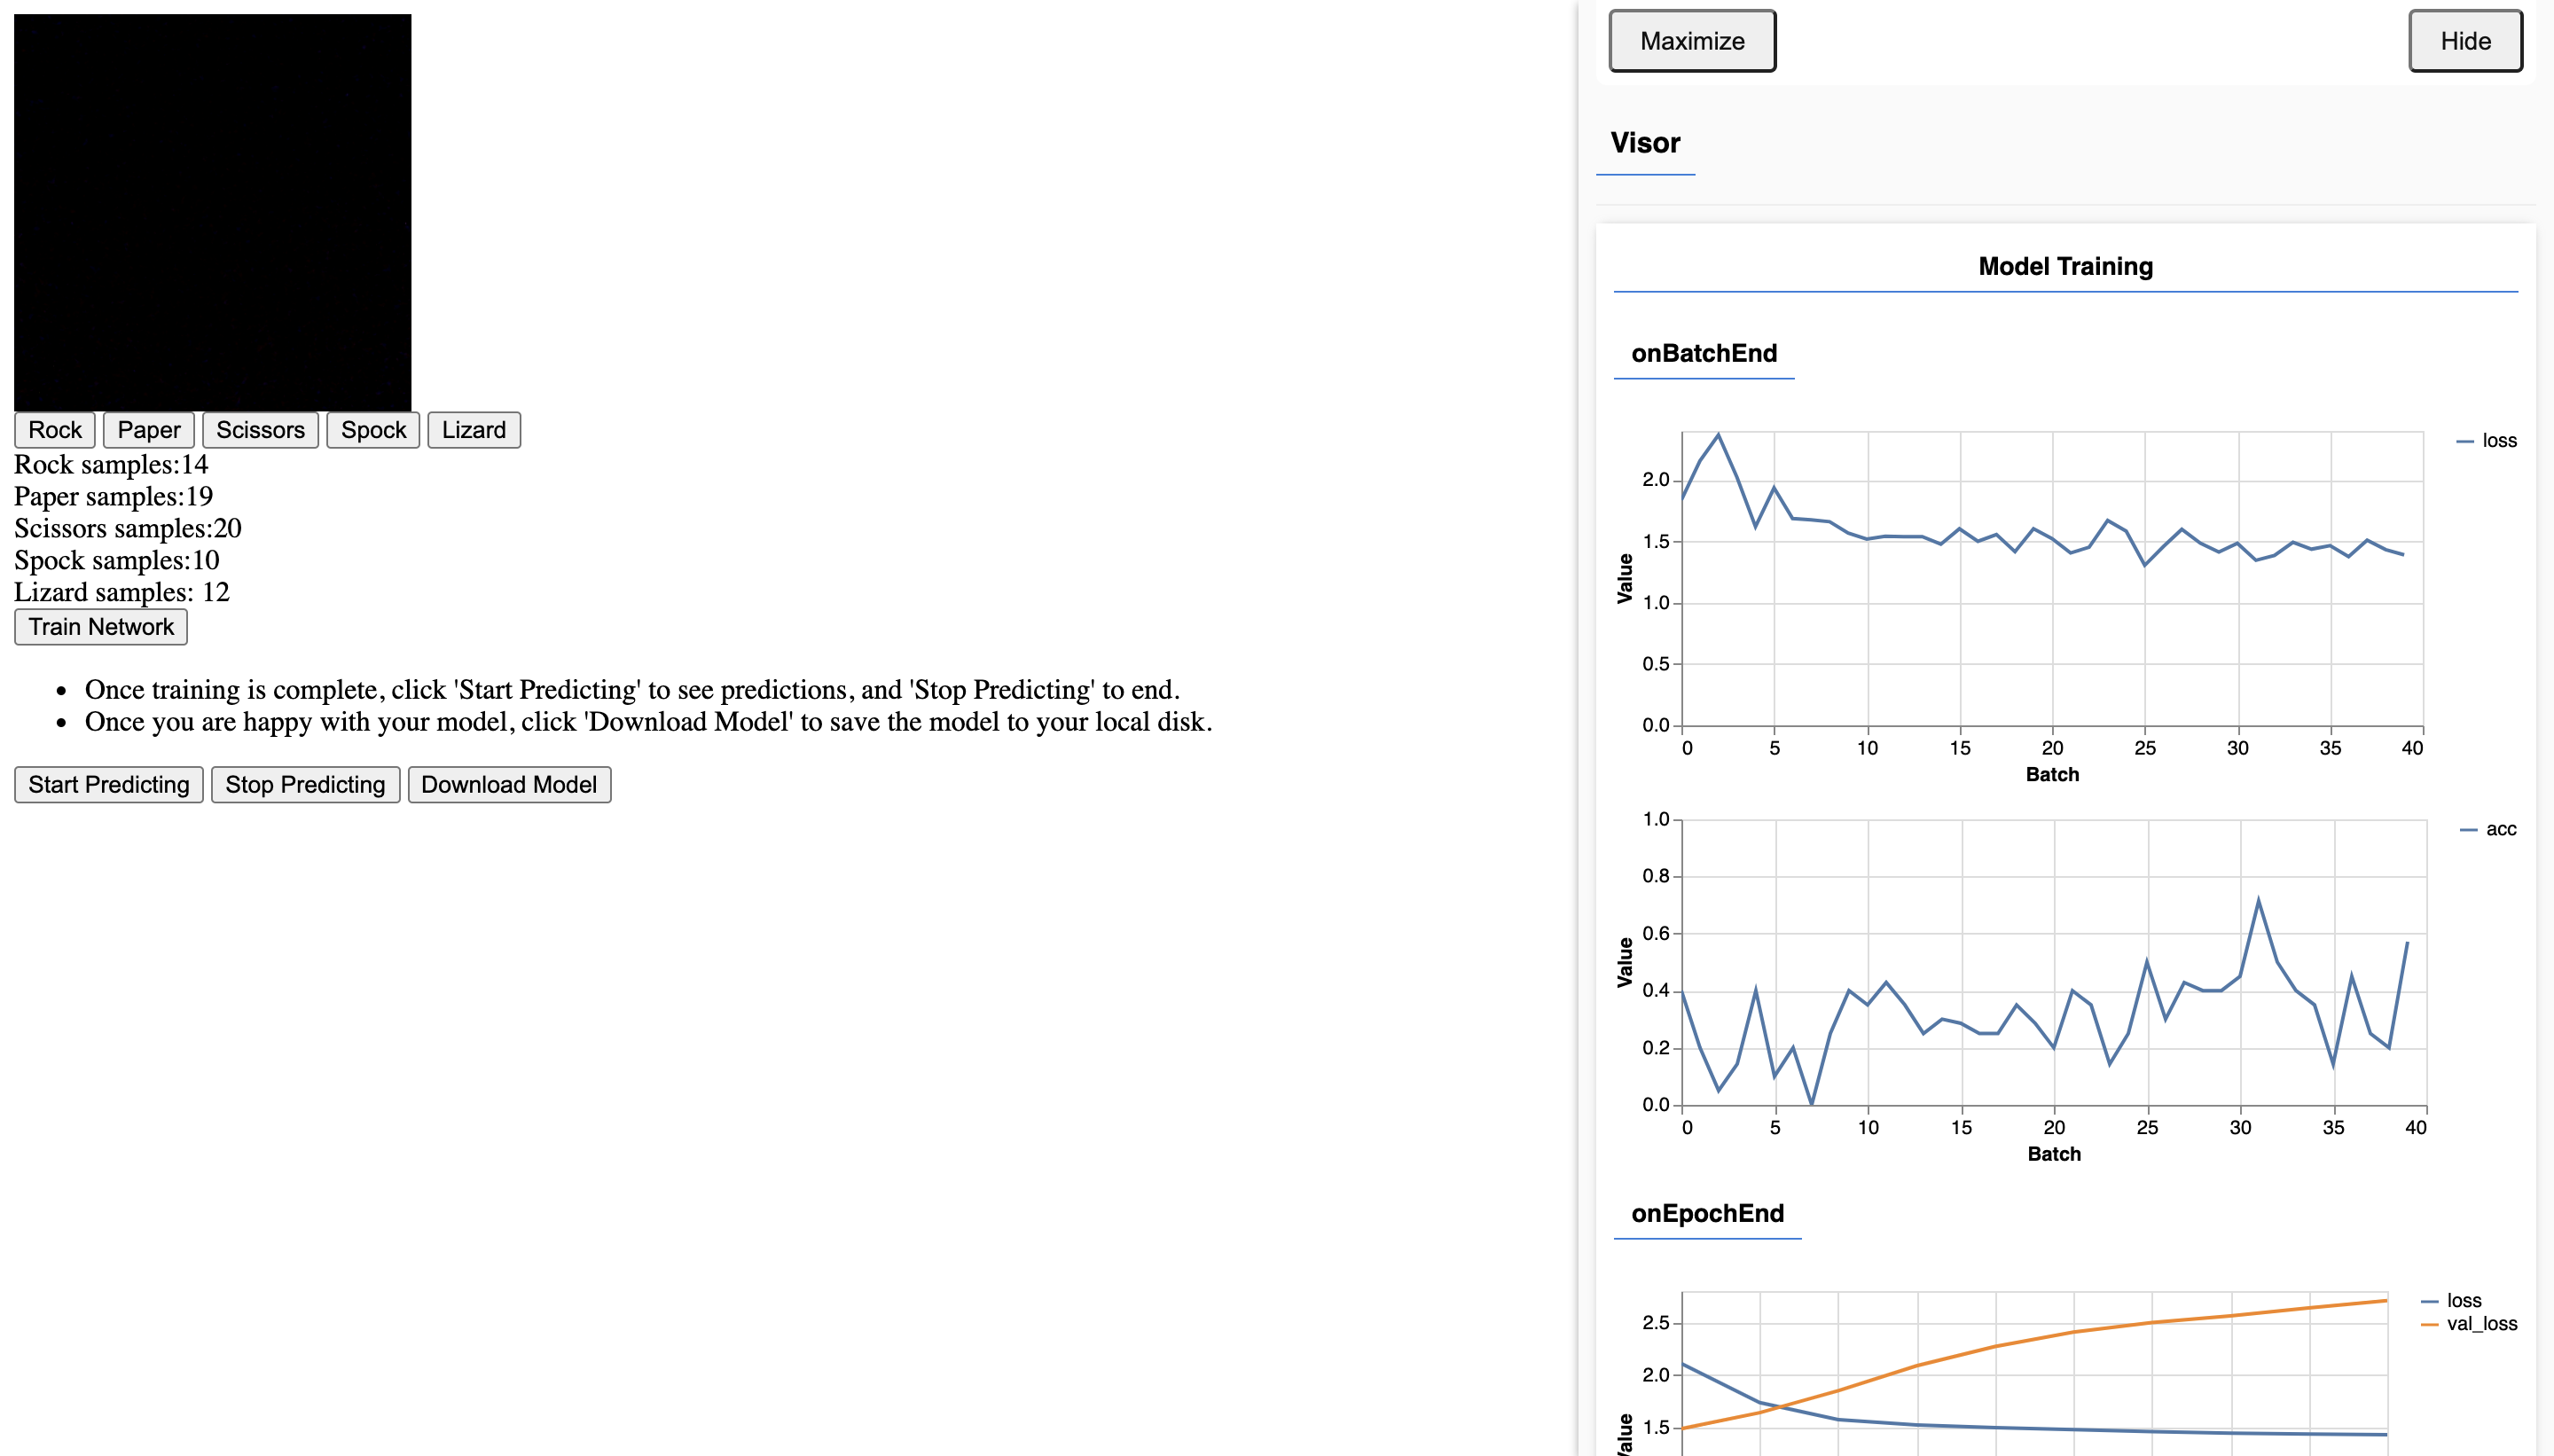 Rock Paper Scissors Spock Lizard
Rock samples:14
Paper samples:19
Scissors samples:20
Spock samples:10
Lizard samples: 12
Train Network
• Once training is complete, click 'Start Predicting' to see predictions, and 'Stop Predicting' to end.
• Once you are happy with your model, click 'Download Model' to save the model to your local disk.
Start Predicting Stop Predicting Download Model
Maximize Hide
Visor
Model Training
onBatchEnd
loss
2.0
1.5
1.0
0.5
0.0
Value
0 5 10 15 20 25 30 35 40
Batch
acc
1.0
0.8
0.6
0.4
0.2
0.0
Value
0 5 10 15 20 25 30 35 40
Batch
onEpochEnd
loss
val_loss
2.5
2.0
1.5
Value